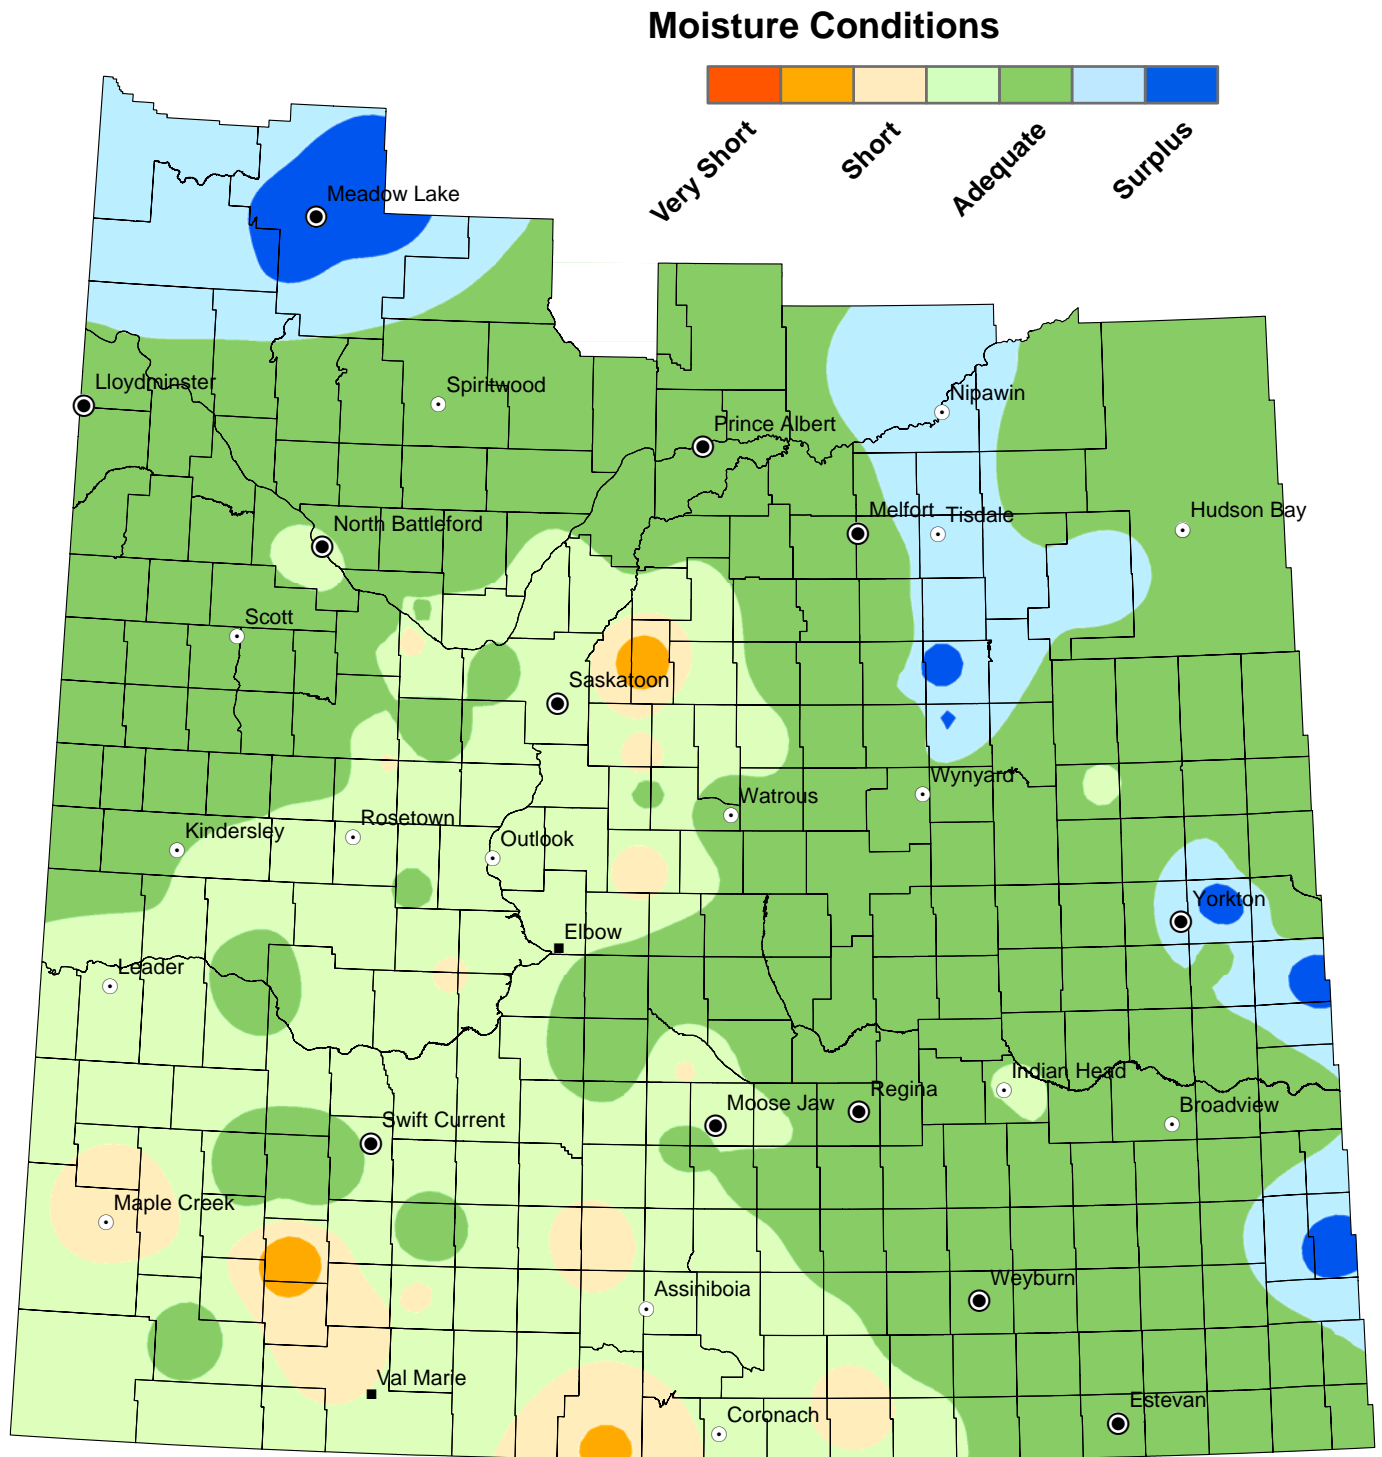 Moisture Conditions
Very Short
Short
Adequate
Surplus
Meadow Lake
Lloydminster
Spiritwood
Nipawin
Prince Albert
Melfort
Tisdale
Hudson Bay
North Battleford
Scott
Saskatoon
Wynyard
Watrous
Rosetown
Kindersley
Outlook
Yorkton
Elbow
Leader
Indian Head
Regina
Moose Jaw
Broadview
Swift Current
Maple Creek
Weyburn
Assiniboia
Val Marie
Estevan
Coronach